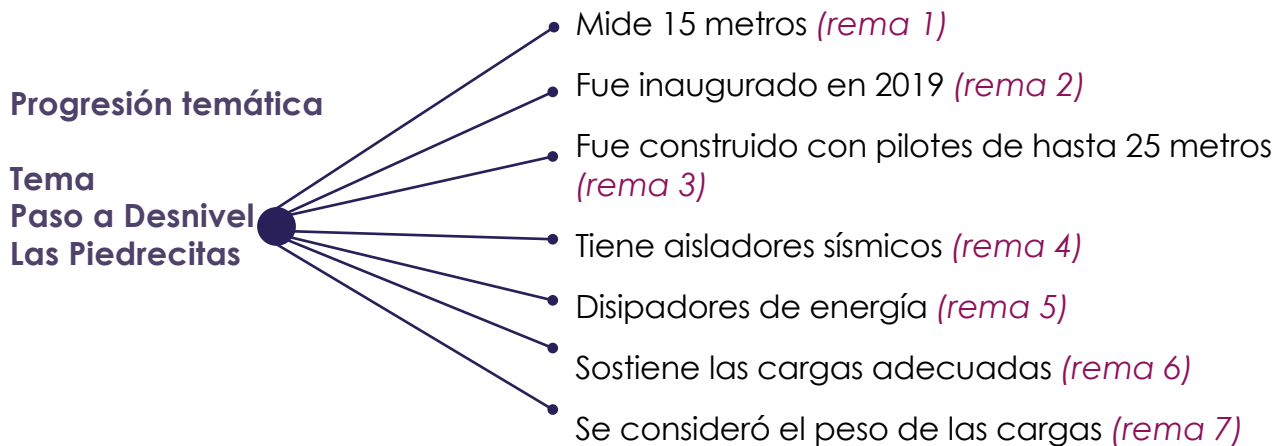 Progresión temática
Tema
Paso a Desnivel
Las Piedrecitas
Mide 15 metros (rema 1)
Fue inaugurado en 2019 (rema 2)
Fue construido con pilotes de hasta 25 metros
(rema 3)
Tiene aisladores sísmicos (rema 4)
Disipadores de energía (rema 5)
Sostiene las cargas adecuadas (rema 6)
Se consideró el peso de las cargas (rema 7)